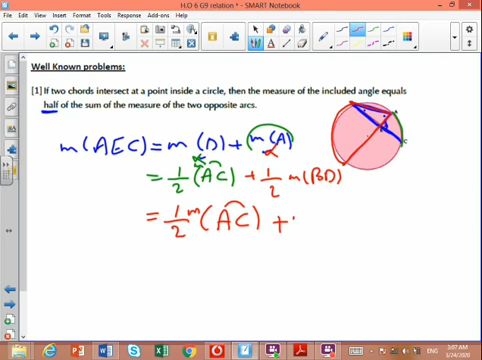 H.O 6 G9 relation * - SMART Notebook
File Edit View Insert Format Tools Add-ons Help
Well Known problems:
[1] If two chords intersect at a point inside a circle, then the measure of the included angle equals
half of the sum of the measure of the two opposite arcs.
m(AEC) = m(D) + m(A)
= 1/2 (AC) + 1/2 m(BD)
= 1/2 m(AC) +
A
C
5:07 AM
3/24/2020